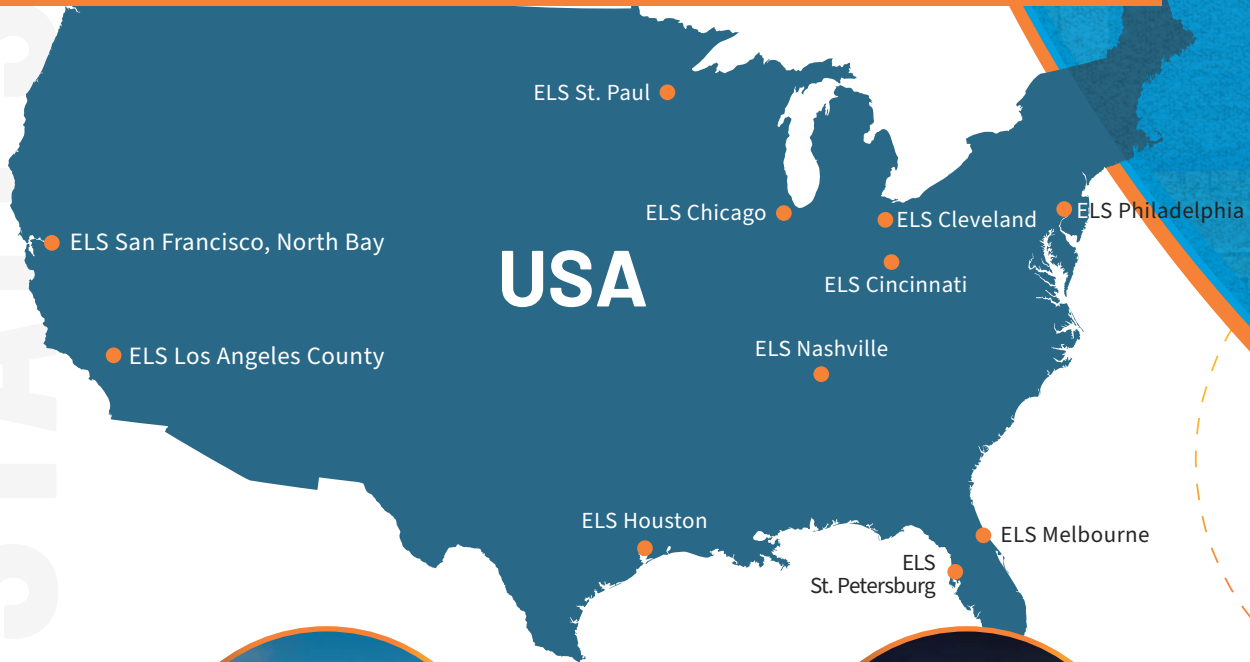 ELS St. Paul
ELS Chicago
ELS Cleveland
ELS Philadelphia
ELS San Francisco, North Bay
USA
ELS Cincinnati
ELS Nashville
ELS Los Angeles County
ELS Houston
ELS Melbourne
ELS
St. Petersburg